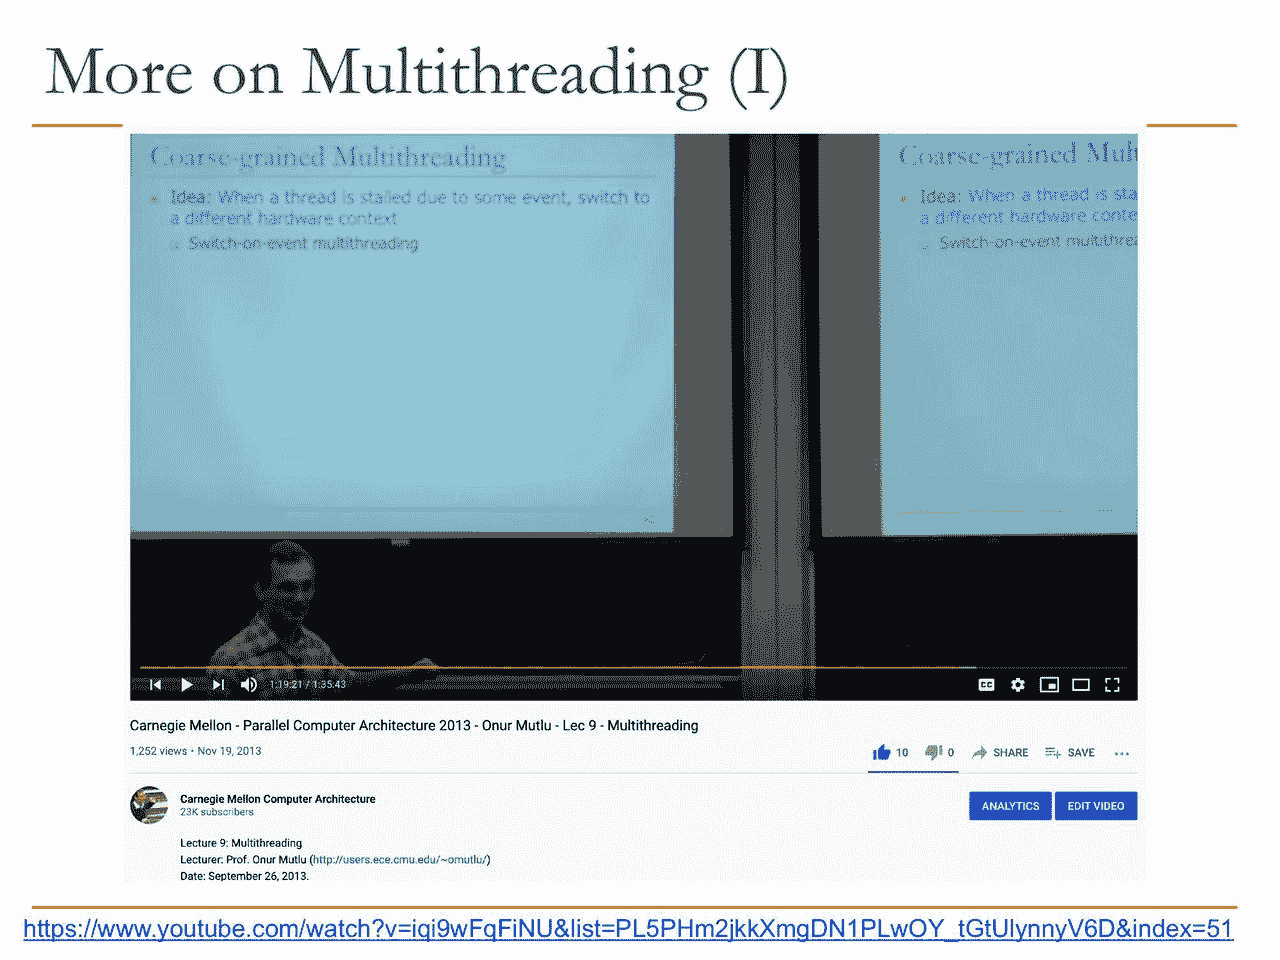 More on Multithreading (I)
Coarse-grained Multithreading
Idea: When a thread is stalled due to some event, switch to
a different hardware context
Switch-on-event multithreading
Coarse-grained Mult
Idea: When a thread is sta
a different hardware conte
Switch-on-event multithrea
1:19:21 / 1:35:43
CC
Carnegie Mellon - Parallel Computer Architecture 2013 - Onur Mutlu - Lec 9 - Multithreading
1,252 views • Nov 19, 2013
10 0 SHARE SAVE ...
Carnegie Mellon Computer Architecture
23K subscribers
ANALYTICS EDIT VIDEO
Lecture 9: Multithreading
Lecturer: Prof. Onur Mutlu (http://users.ece.cmu.edu/~omutlu/)
Date: September 26, 2013.
https://www.youtube.com/watch?v=iqi9wFqFiNU&list=PL5PHm2jkkXmgDN1PLwOY_tGtUlynnyV6D&index=51